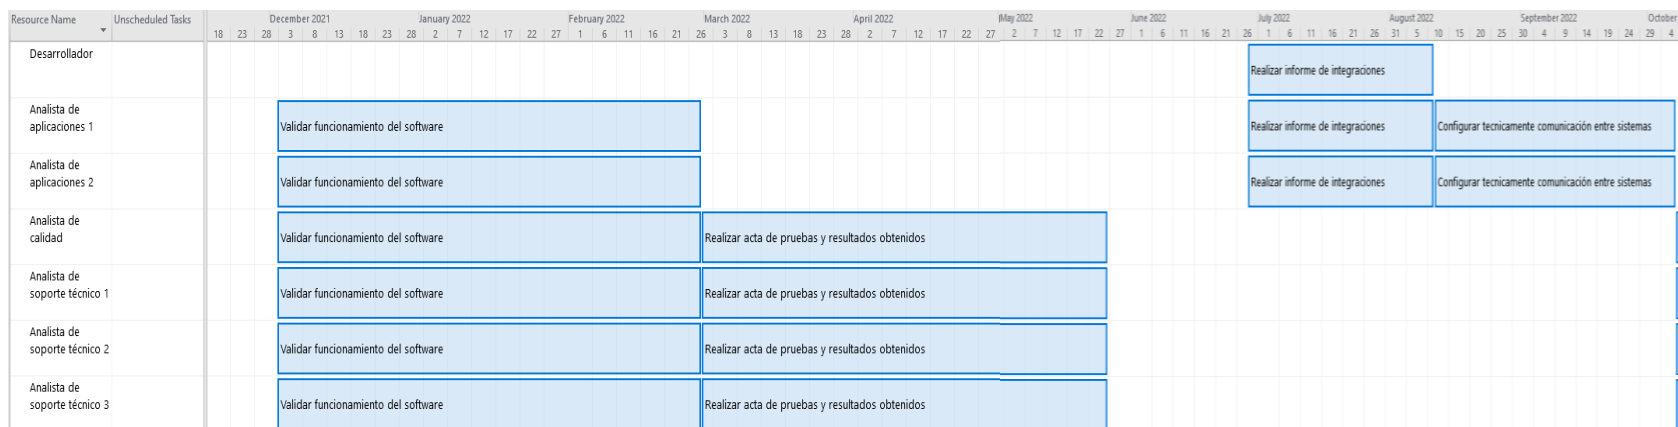 Resource Name Unscheduled Tasks December 2021 January 2022 February 2022 March 2022 April 2022 May 2022 June 2022 July 2022 August 2022 September 2022 October
18 23 28 3 8 13 18 23 28 2 7 12 17 22 27 1 6 11 16 21 26 3 8 13 18 23 28 2 7 12 17 22 27 2 7 12 17 22 27 1 6 11 16 21 26 1 6 11 16 21 26 31 5 10 15 20 25 30 4 9 14 19 24 29 4
Desarrollador
Realizar informe de integraciones
Analista de
aplicaciones 1
Validar funcionamiento del software Realizar informe de integraciones Configurar tecnicamente comunicación entre sistemas
Analista de
aplicaciones 2
Validar funcionamiento del software Realizar informe de integraciones Configurar tecnicamente comunicación entre sistemas
Analista de
calidad
Validar funcionamiento del software Realizar acta de pruebas y resultados obtenidos
Analista de
soporte técnico 1
Validar funcionamiento del software Realizar acta de pruebas y resultados obtenidos
Analista de
soporte técnico 2
Validar funcionamiento del software Realizar acta de pruebas y resultados obtenidos
Analista de
soporte técnico 3
Validar funcionamiento del software Realizar acta de pruebas y resultados obtenidos